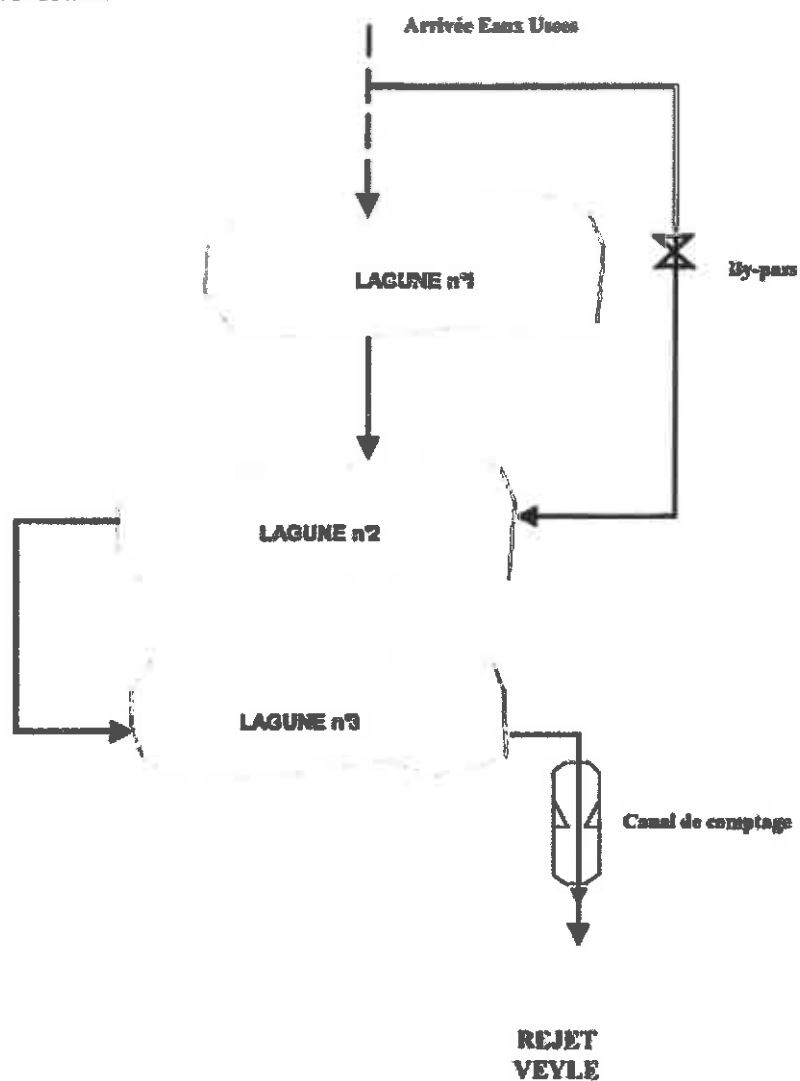 Arrivée Eaux Usées
By-pass
LAGUNE n°1
LAGUNE n°2
LAGUNE n°3
Canal de comptage
REJET
VEYLE